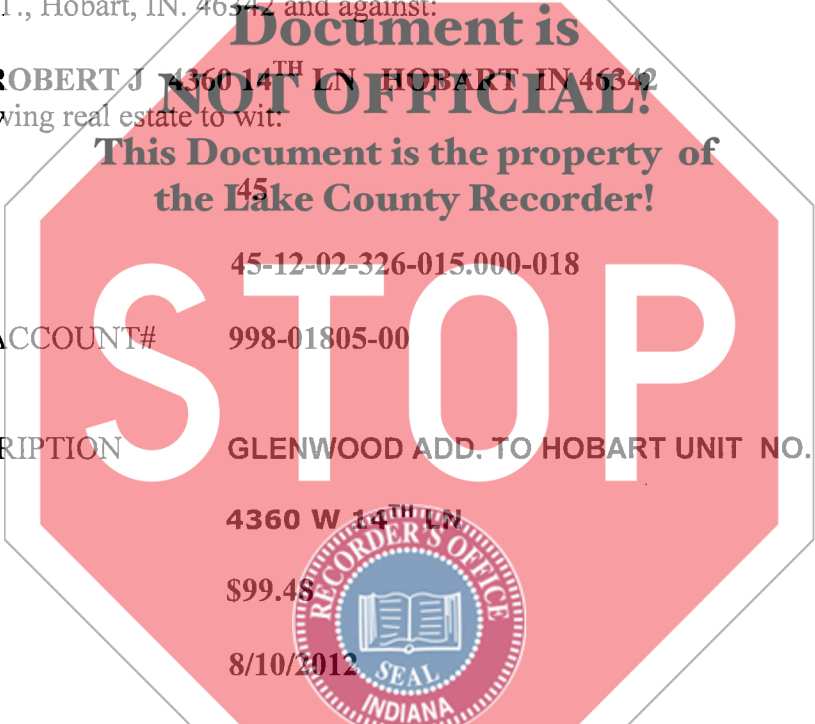 T., Hobart, IN. 46342 and against:
Document is
ROBERT J 4360 14TH LN HOBART IN 46342
NOT OFFICIAL!
wing real estate to wit:
This Document is the property of
45
the Lake County Recorder!
45-12-02-326-015.000-018
STOP
ACCOUNT# 998-01805-00
RIPTION GLENWOOD ADD. TO HOBART UNIT NO.
4360 W 14TH LN
RECORDER'S OFFICE
$99.48
8/10/2012
SEAL
INDIANA